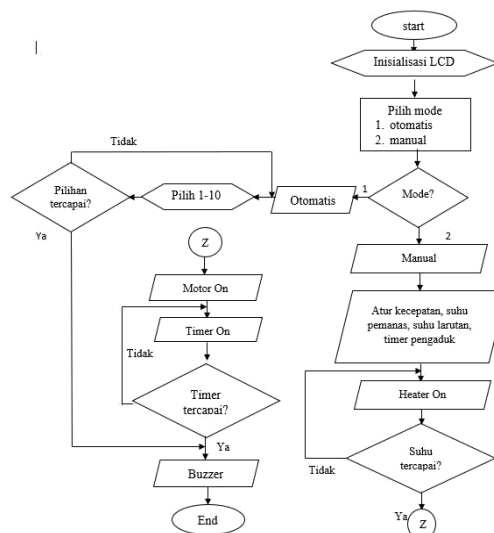 start
Inisialisasi LCD
Pilih mode
1. otomatis
2. manual
Mode?
1
2
Otomatis
Pilih 1-10
Pilihan
tercapai?
Tidak
Ya
Manual
Atur kecepatan, suhu
pemanas, suhu larutan,
timer pengaduk
Heater On
Suhu
tercapai?
Tidak
Ya
Z
Z
Motor On
Timer On
Tidak
Timer
tercapai?
Ya
Buzzer
End